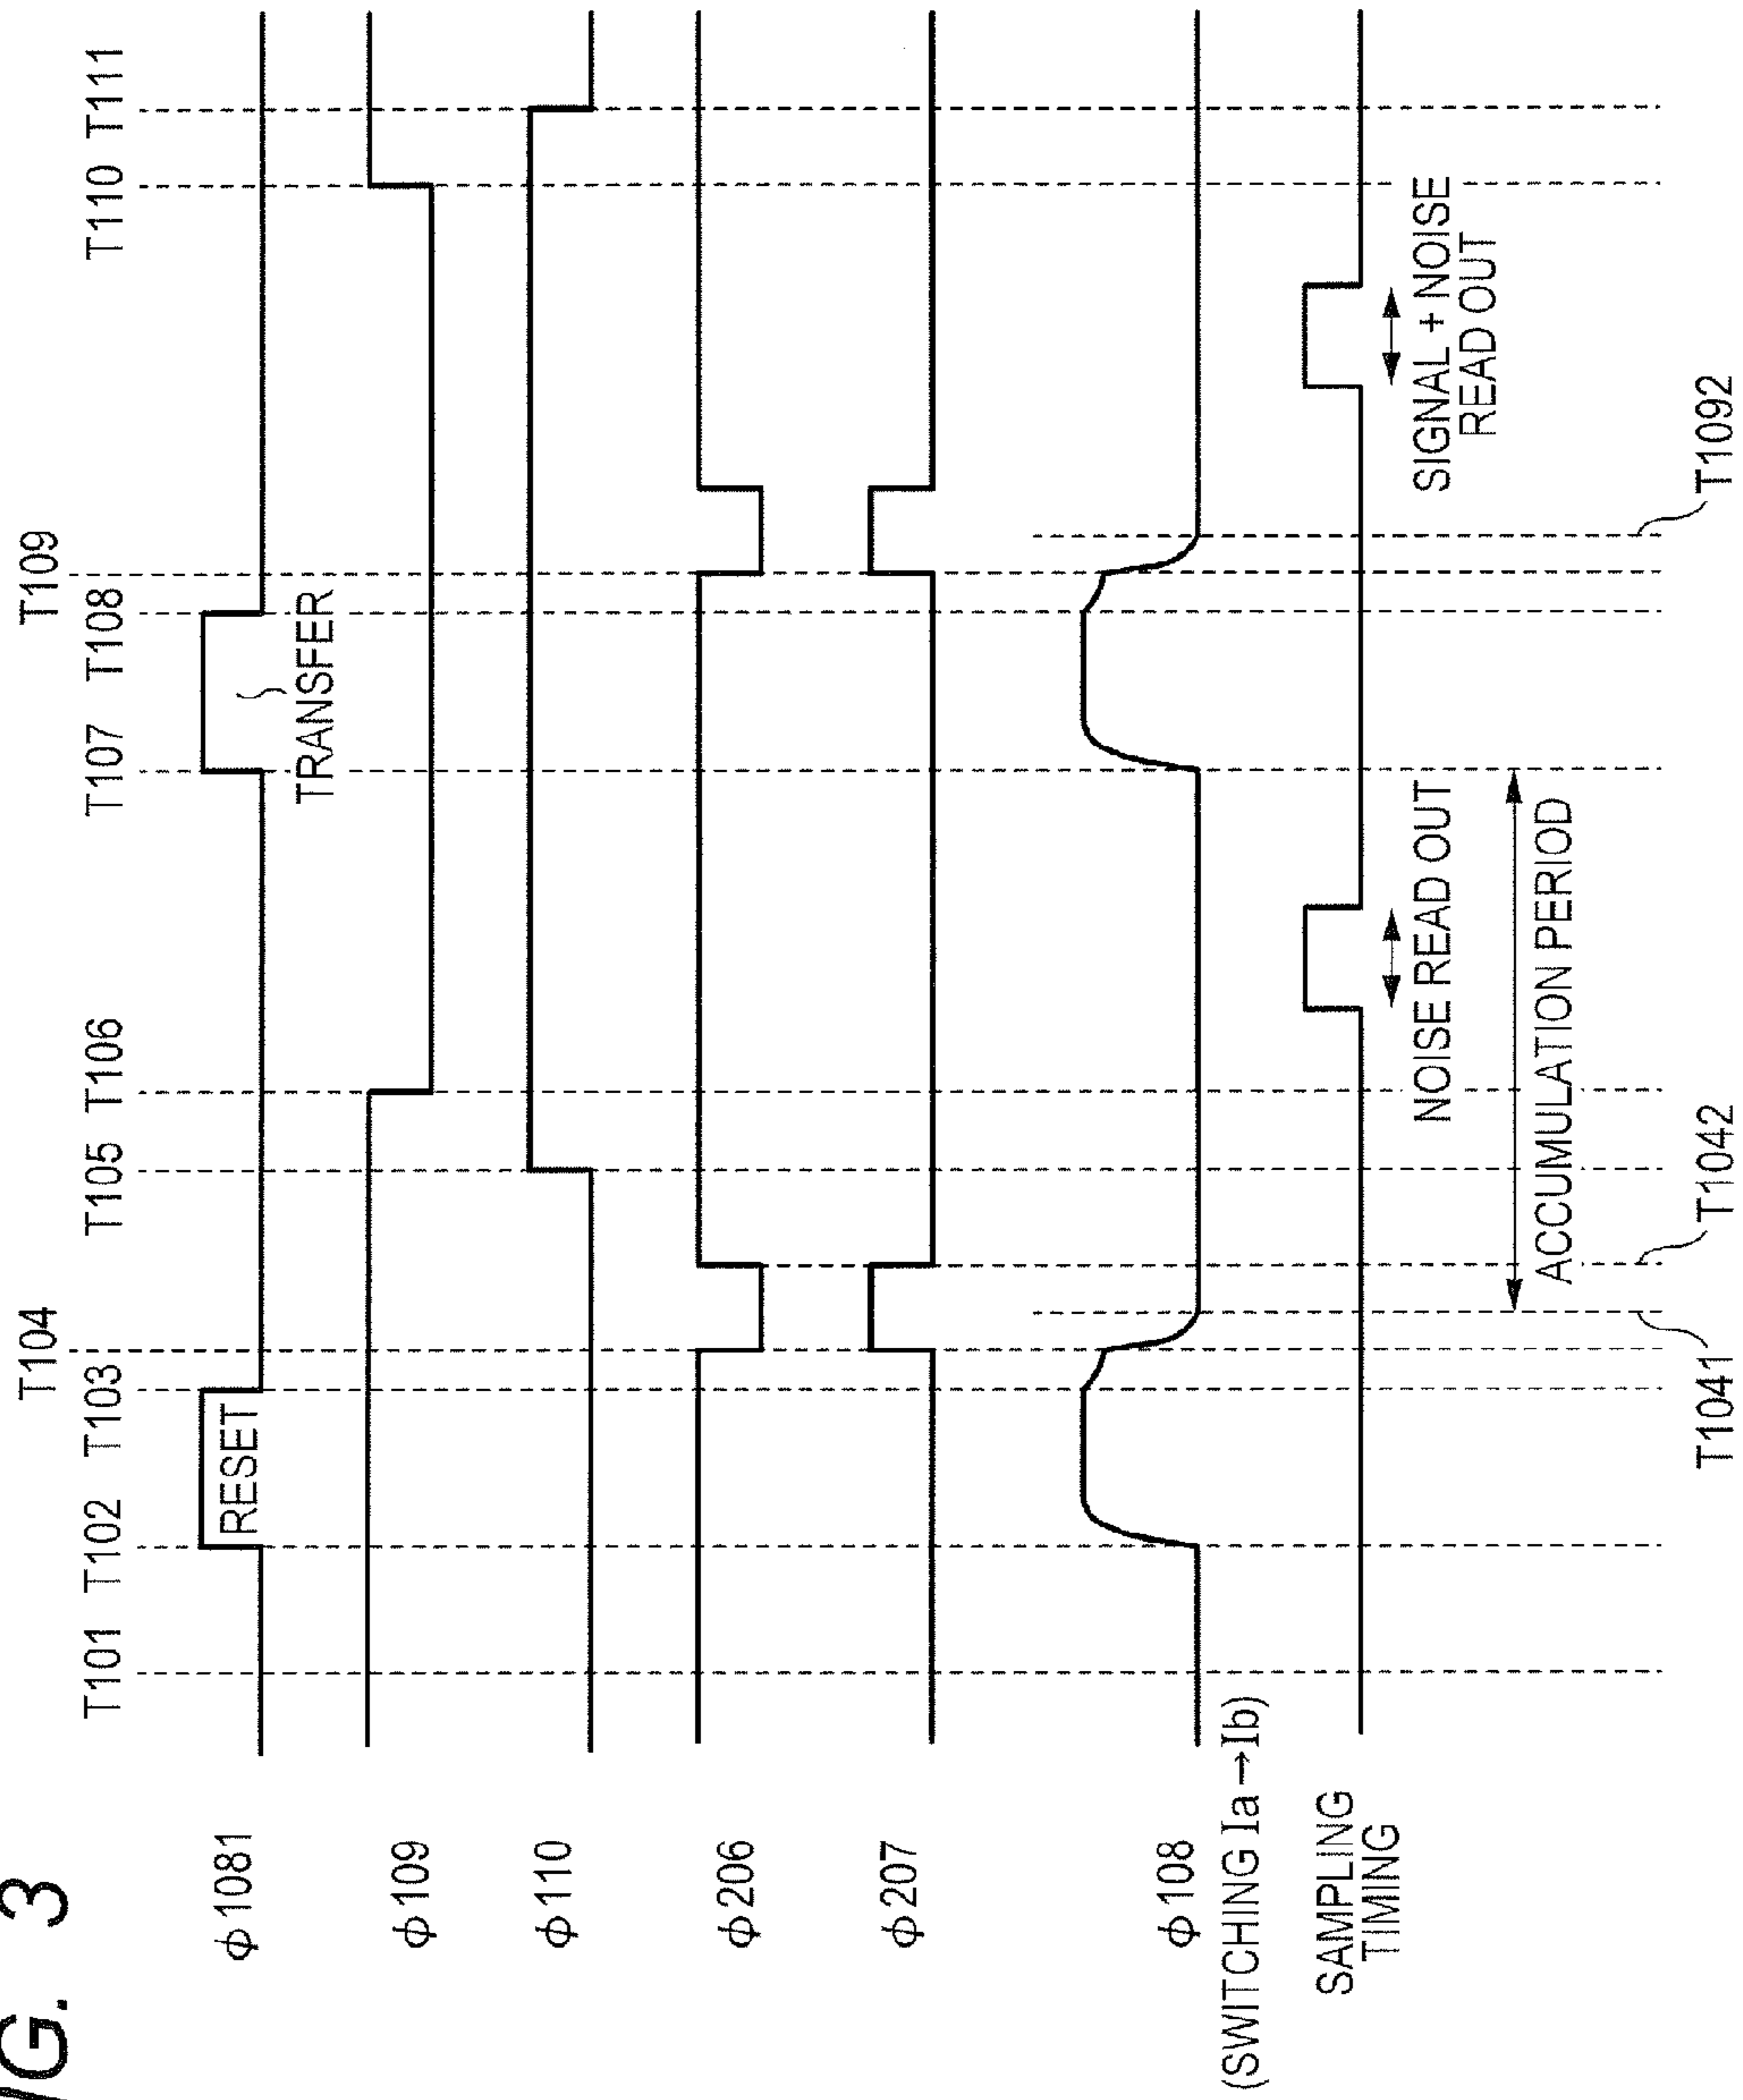 FIG. 3
T104
T109
T101
T102
T103
T105
T106
T107
T108
T110
T111
φ1081
RESET
TRANSFER
φ109
φ110
φ206
φ207
φ108
(SWITCHING Ia→Ib)
SAMPLING
TIMING
NOISE READ OUT
SIGNAL + NOISE
READ OUT
ACCUMULATION PERIOD
T1041
T1042
T1092